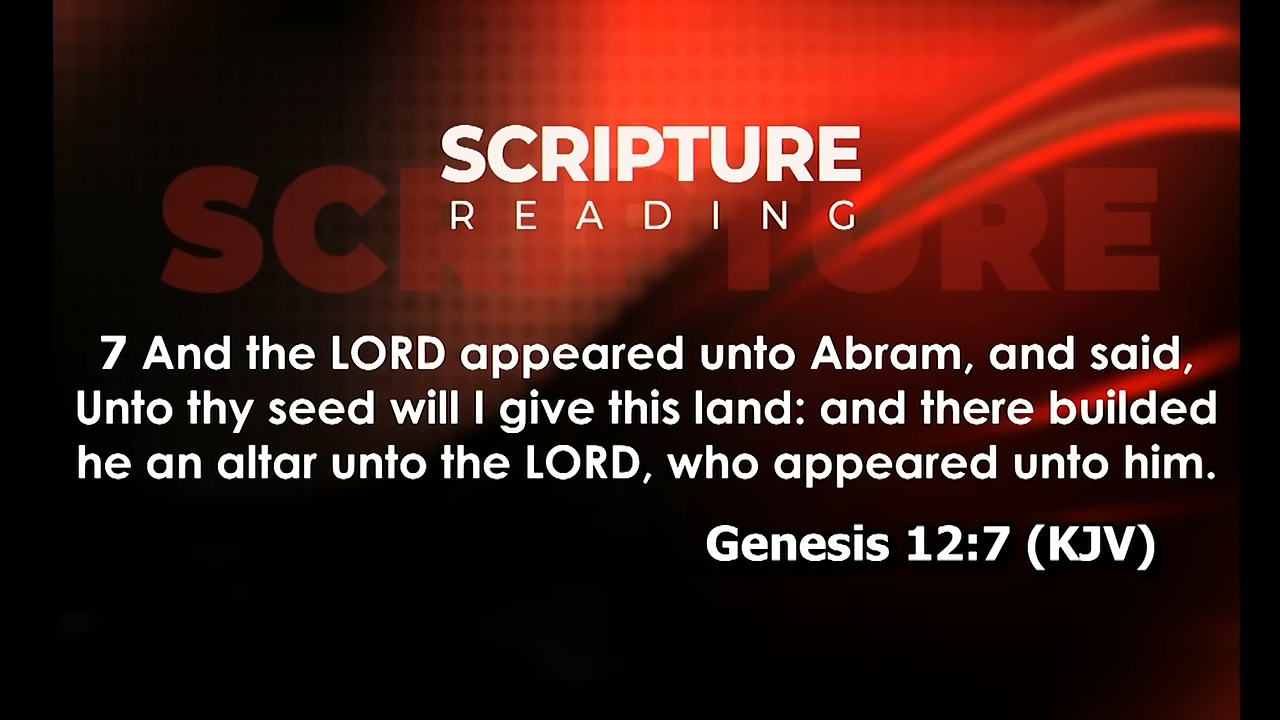 SCRIPTURE
SCRIPTURE
READING
7 And the LORD appeared unto Abram, and said,
Unto thy seed will I give this land: and there builded
he an altar unto the LORD, who appeared unto him.
Genesis 12:7 (KJV)